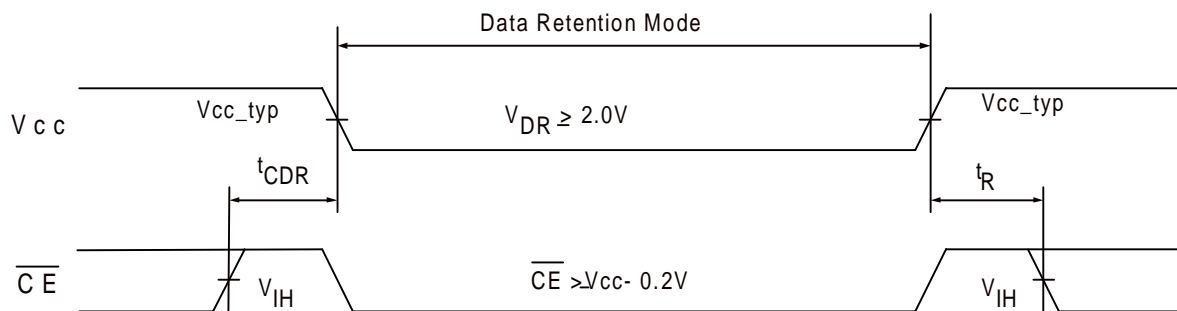 Data Retention Mode
Vcc
Vcc_typ
VDR ≥ 2.0V
Vcc_typ
tCDR
tR
CE
VIH
CE ≥Vcc- 0.2V
VIH